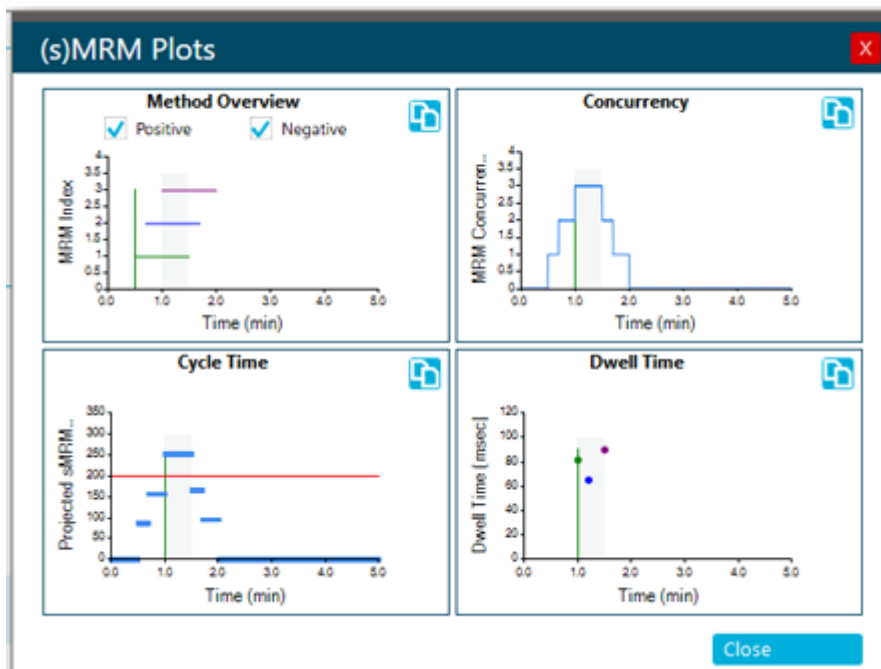 (s)MRM Plots
X
Method Overview
Positive
Negative
MRM Index
4
3.5
3
2.5
2
1.5
1
0.5
0
0.0 1.0 2.0 3.0 4.0 5.0
Time (min)
Concurrency
MRM Concurren...
4
3.5
3
2.5
2
1.5
1
0.5
0
0.0 1.0 2.0 3.0 4.0 5.0
Time (min)
Cycle Time
Projected sMRM...
350
300
250
200
150
100
50
0
0.0 1.0 2.0 3.0 4.0 5.0
Time (min)
Dwell Time
Dwell Time [msec]
120
100
80
60
40
20
0
0.0 1.0 2.0 3.0 4.0 5.0
Time (min)
Close